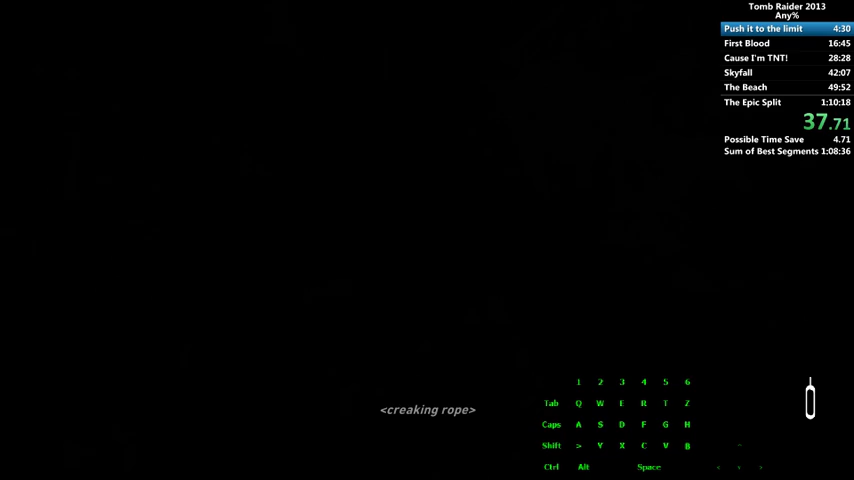 Tomb Raider 2013
Any%
Push it to the limit 4:30
First Blood 16:45
Cause I'm TNT! 28:28
Skyfall 42:07
The Beach 49:52
The Epic Split 1:10:18
37.71
Possible Time Save 4.71
Sum of Best Segments 1:08:36
1 2 3 4 5 6
Tab Q W E R T Z
<creaking rope>
Caps A S D F G H
Shift > Y X C V B ^
Ctrl Alt Space < v >